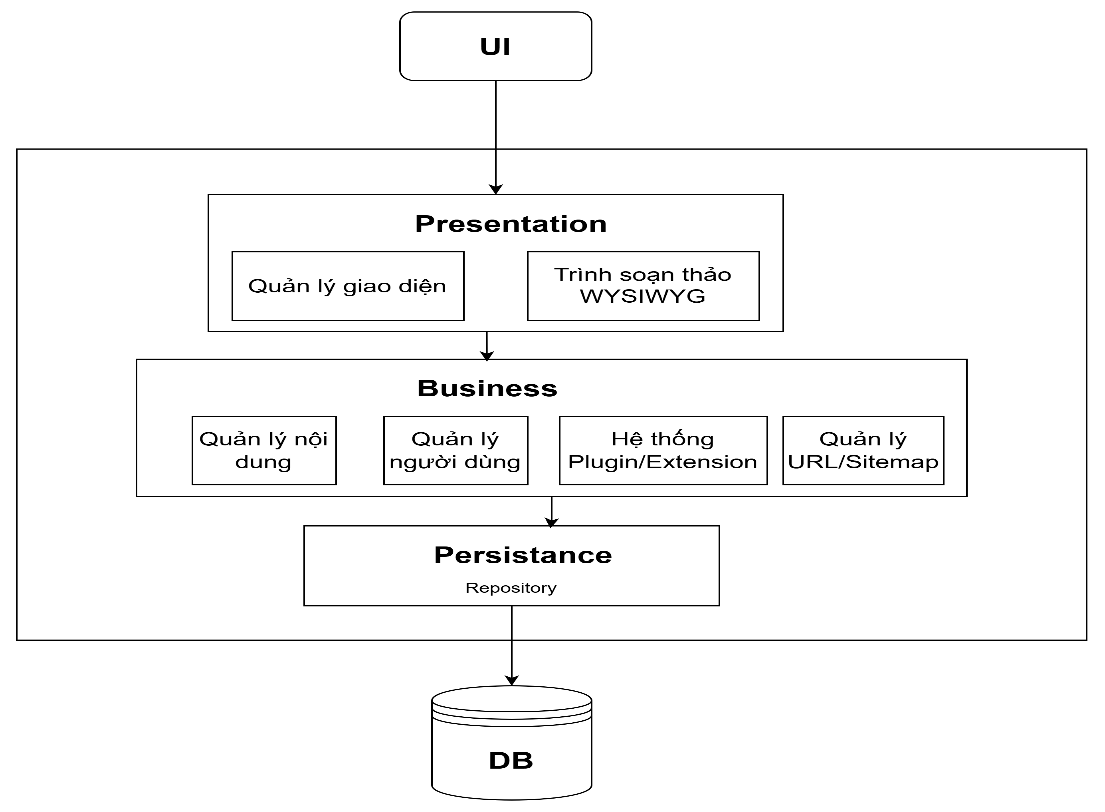 UI
Presentation
Quản lý giao diện
Trình soạn thảo
WYSIWYG
Business
Quản lý nội
dung
Quản lý
người dùng
Hệ thống
Plugin/Extension
Quản lý
URL/Sitemap
Persistance
Repository
DB